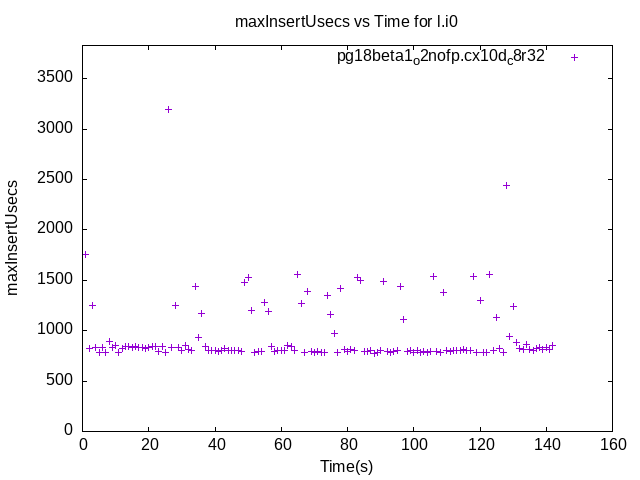 maxInsertUsecs vs Time for l.i0
pg18beta1_o2nofp.cx10d_c8r32
3500
3000
2500
2000
1500
1000
500
0
maxInsertUsecs
0 20 40 60 80 100 120 140 160
Time(s)